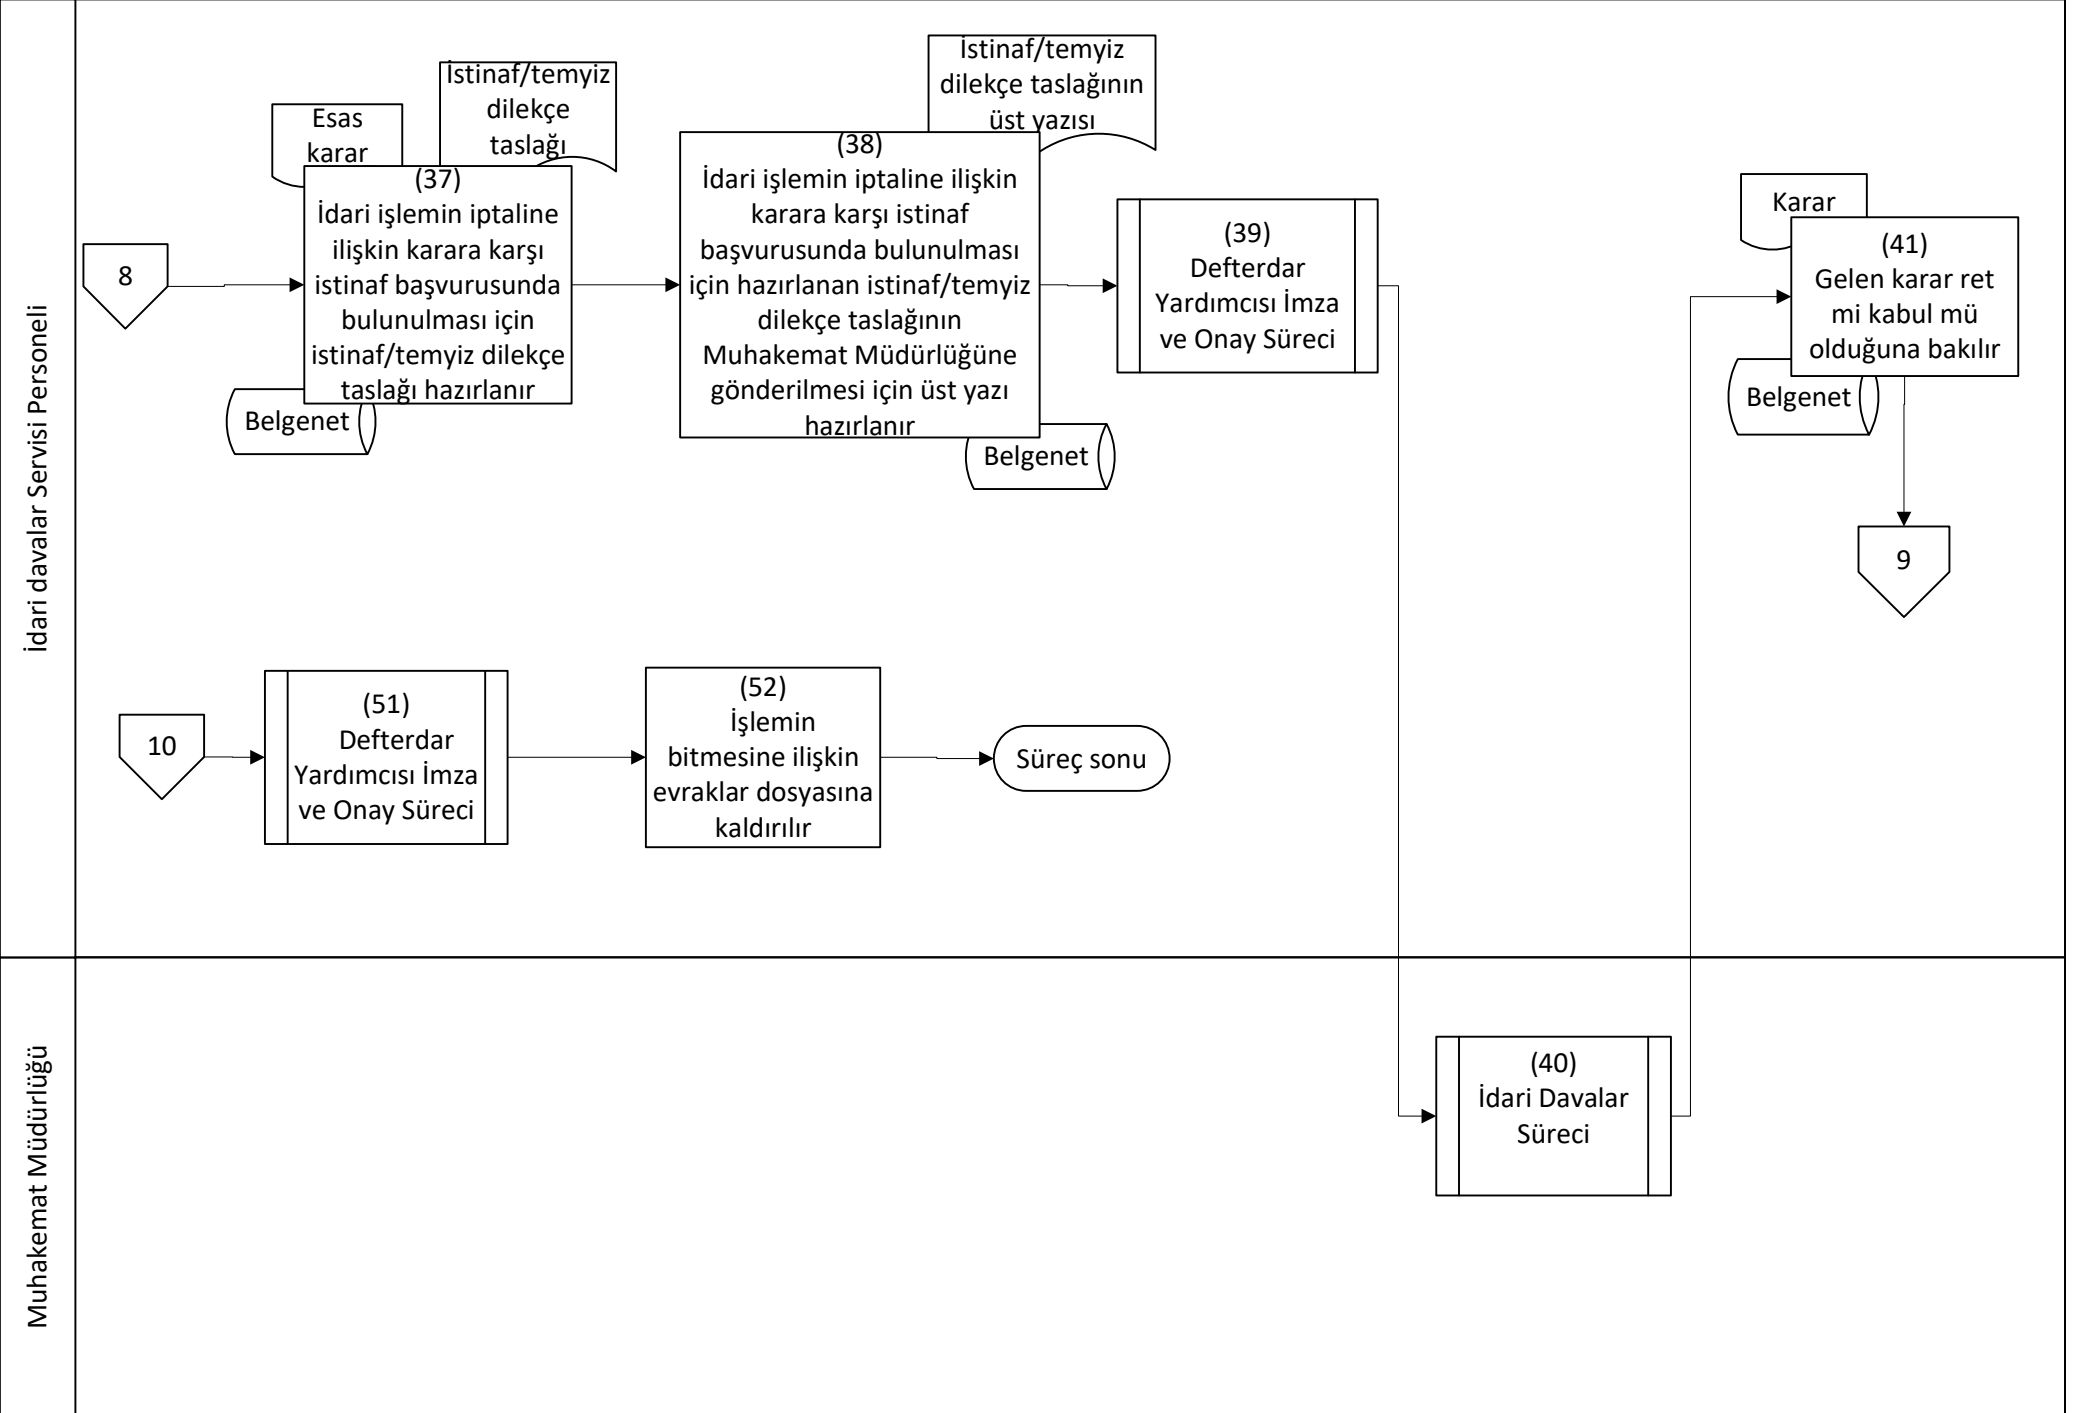 İdari davalar Servisi Personeli
8
Esas
karar
İstinaf/temyiz
dilekçe
taslağı
(37)
İdari işlemin iptaline
ilişkin karara karşı
istinaf başvurusunda
bulunulması için
istinaf/temyiz dilekçe
taslağı hazırlanır
Belgenet
İstinaf/temyiz
dilekçe taslağının
üst yazısı
(38)
İdari işlemin iptaline ilişkin
karara karşı istinaf
başvurusunda bulunulması
için hazırlanan istinaf/temyiz
dilekçe taslağının
Muhakemat Müdürlüğüne
gönderilmesi için üst yazı
hazırlanır
Belgenet
(39)
Defterdar
Yardımcısı İmza
ve Onay Süreci
Karar
(41)
Gelen karar ret
mi kabul mü
olduğuna bakılır
Belgenet
9
10
(51)
Defterdar
Yardımcısı İmza
ve Onay Süreci
(52)
İşlemin
bitmesine ilişkin
evraklar dosyasına
kaldırılır
Süreç sonu
Muhakemat Müdürlüğü
(40)
İdari Davalar
Süreci